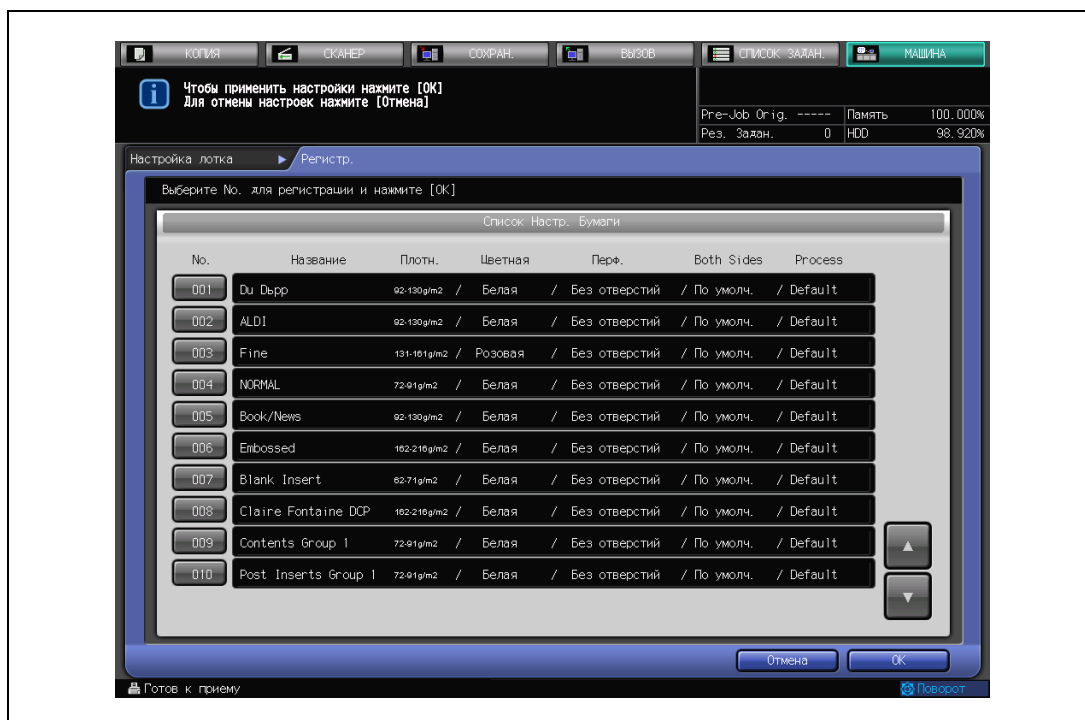 КОПИЯ СКАНЕР СОХРАН. ВЫЗОВ СПИСОК ЗАДАН. МАШИНА
Чтобы применить настройки нажмите [OK]
Для отмены настроек нажмите [Отмена]
Pre-Job Orig. ----- Память 100.000%
Рез. Задан. 0 HDD 98.920%
Настройка лотка ▶ Регистр.
Выберите No. для регистрации и нажмите [OK]
Список Настр. Бумаги
No. Название Плотн. Цветная Перф. Both Sides Process
001 Du Dьpp 92-130g/m2 / Белая / Без отверстий / По умолч. / Default
002 ALDI 92-130g/m2 / Белая / Без отверстий / По умолч. / Default
003 Fine 131-161g/m2 / Розовая / Без отверстий / По умолч. / Default
004 NORMAL 72-91g/m2 / Белая / Без отверстий / По умолч. / Default
005 Book/News 92-130g/m2 / Белая / Без отверстий / По умолч. / Default
006 Embossed 162-216g/m2 / Белая / Без отверстий / По умолч. / Default
007 Blank Insert 62-71g/m2 / Белая / Без отверстий / По умолч. / Default
008 Claire Fontaine DCP 162-216g/m2 / Белая / Без отверстий / По умолч. / Default
009 Contents Group 1 72-91g/m2 / Белая / Без отверстий / По умолч. / Default
010 Post Inserts Group 1 72-91g/m2 / Белая / Без отверстий / По умолч. / Default
Отмена OK
Готов к приему Поворот